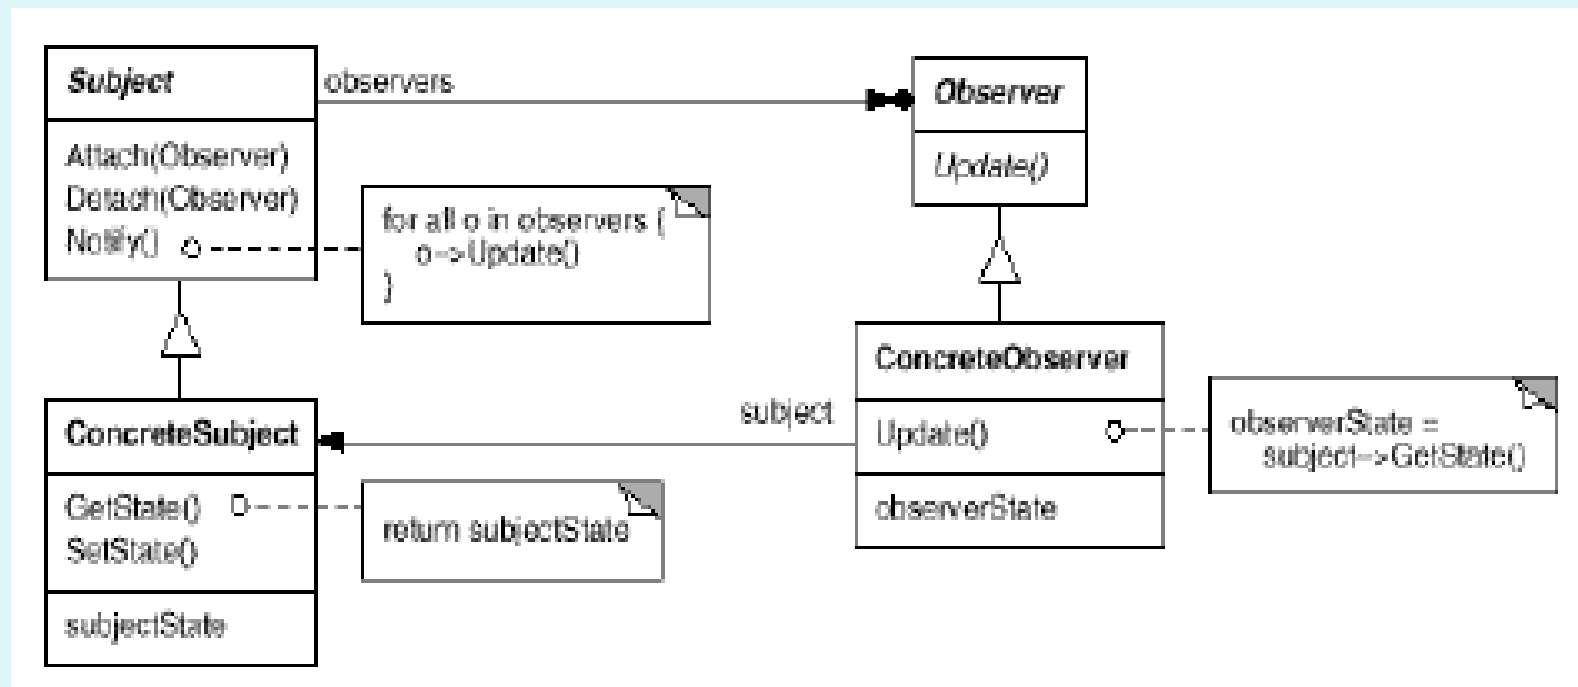 Subject
Attach(Observer)
Detach(Observer)
Notify()
observers
for all o in observers {
o->Update()
}
Observer
Update()
ConcreteSubject
GetState()
SetState()
subjectState
return subjectState
subject
ConcreteObserver
Update()
observerState
observerState =
subject->GetState()